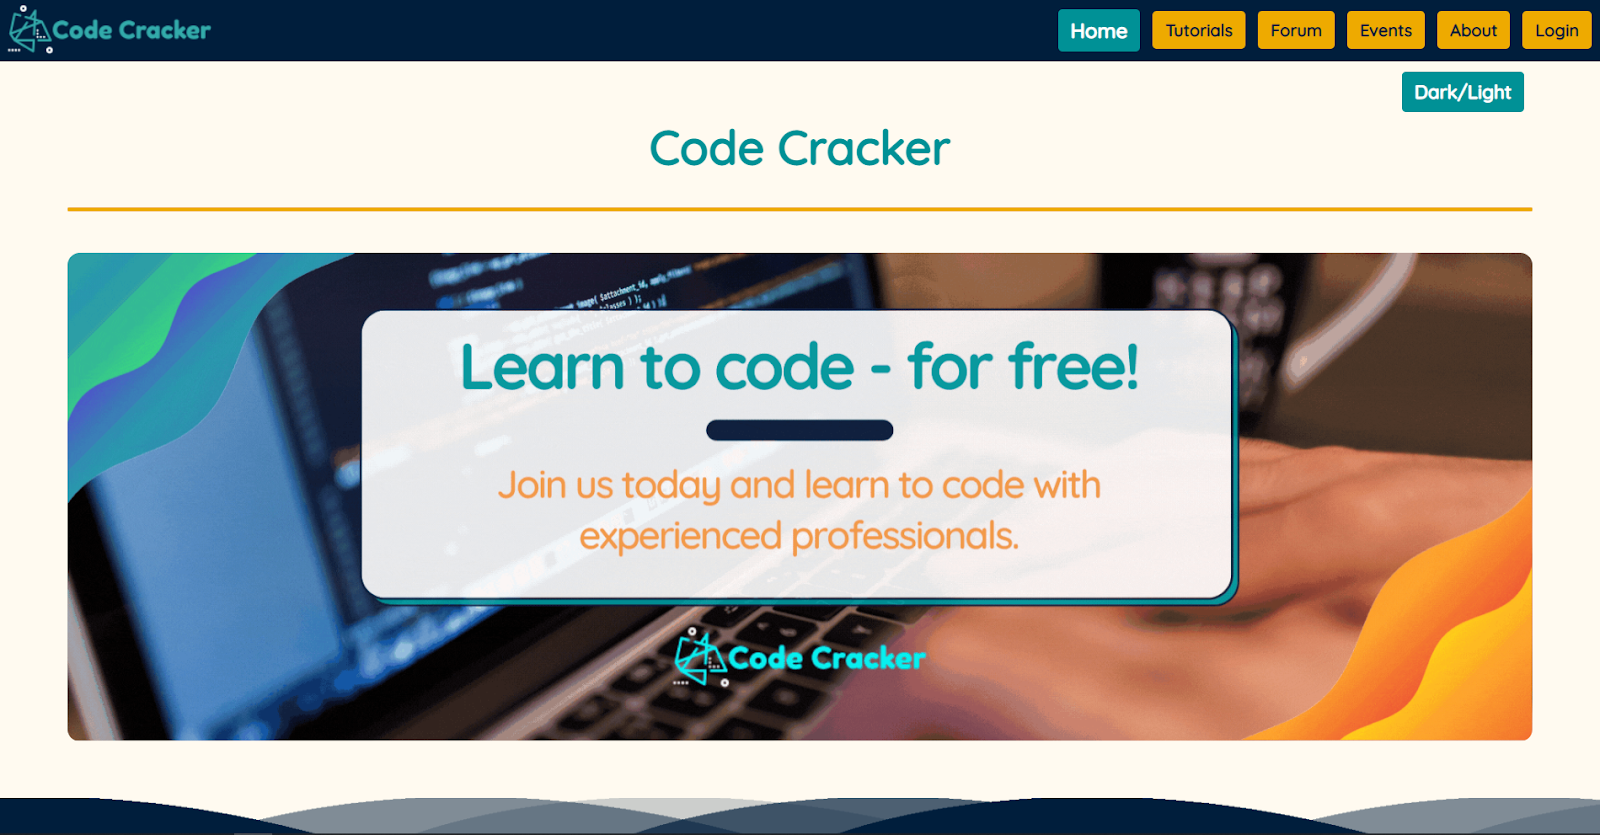 Code Cracker
Home
Tutorials
Forum
Events
About
Login
Dark/Light
Code Cracker
Learn to code - for free!
Join us today and learn to code with
experienced professionals.
Code Cracker